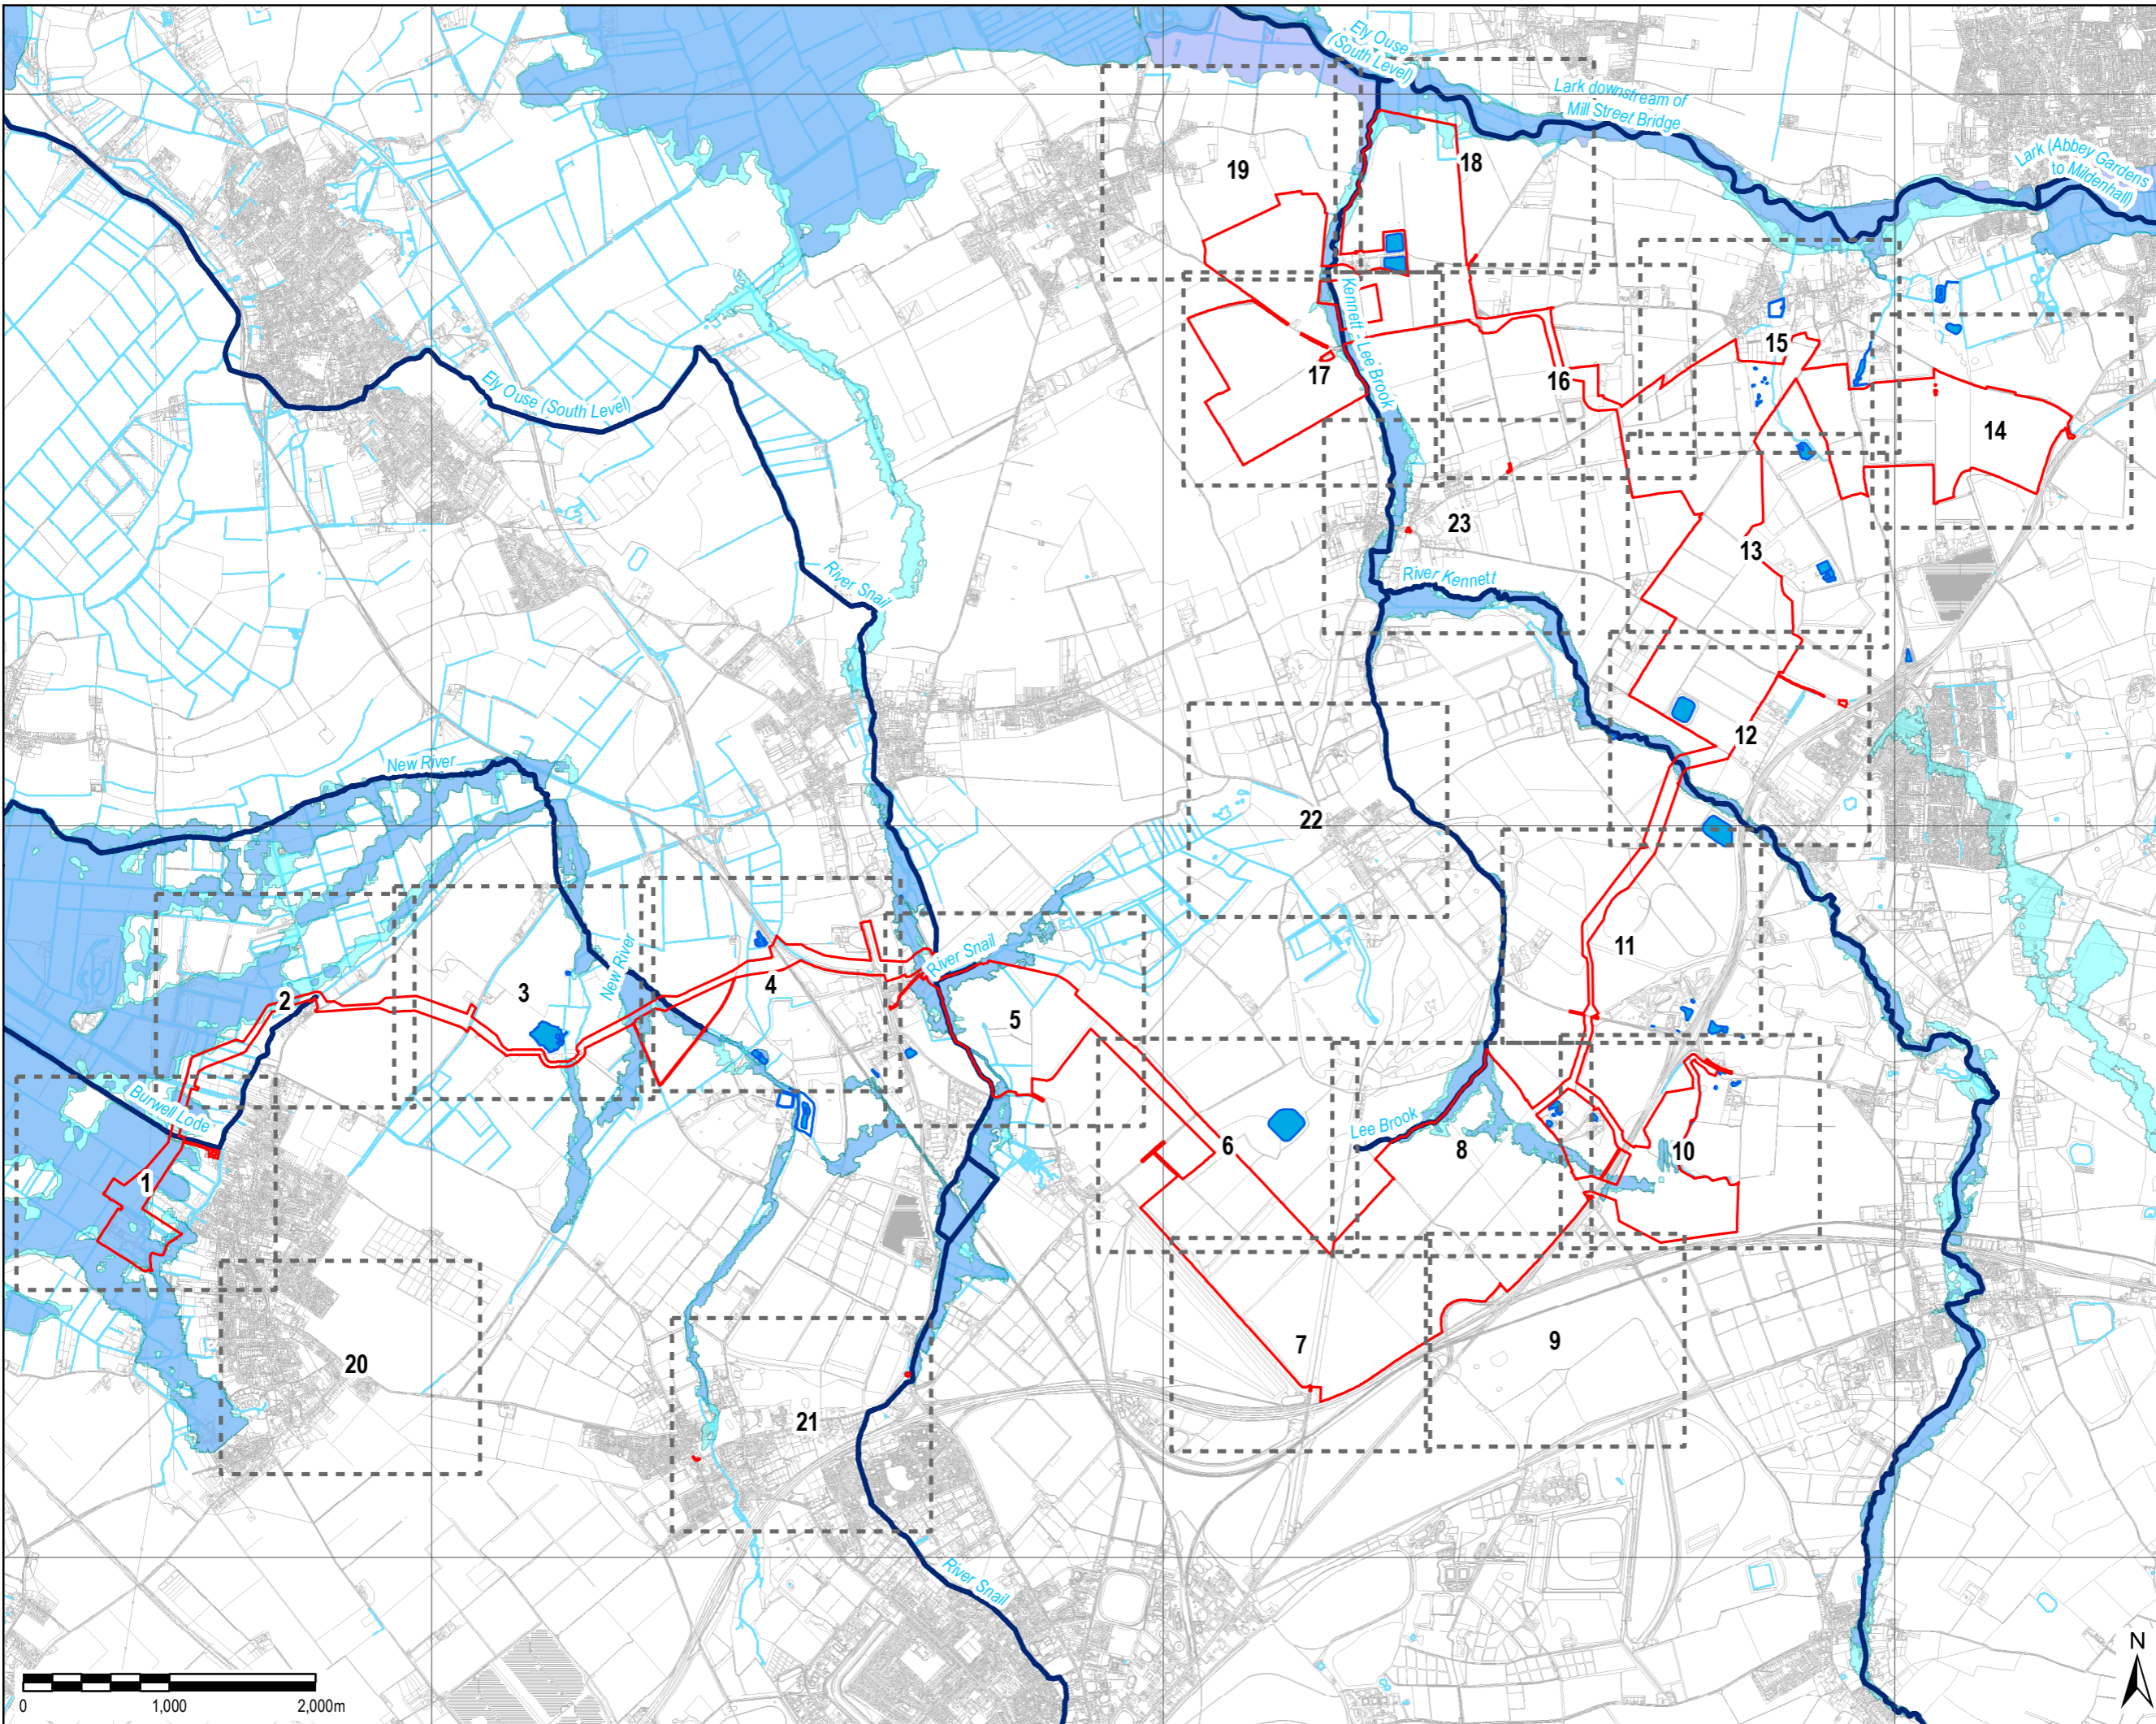 Ely Ouse
(South Level)
Lark downstream of
Mill Street Bridge
Lark (Abbey Gardens
to Mildenhall)
19
18
Kennett - Lee Brook
15
17
16
Ely Ouse (South Level)
14
23
13
River Snail
River Kennett
12
New River
22
11
River Snail
New River
4
3
2
5
Burwell Lode
Lee Brook
6
8
10
1
7
9
20
21
River Snail
N
0
1,000
2,000m